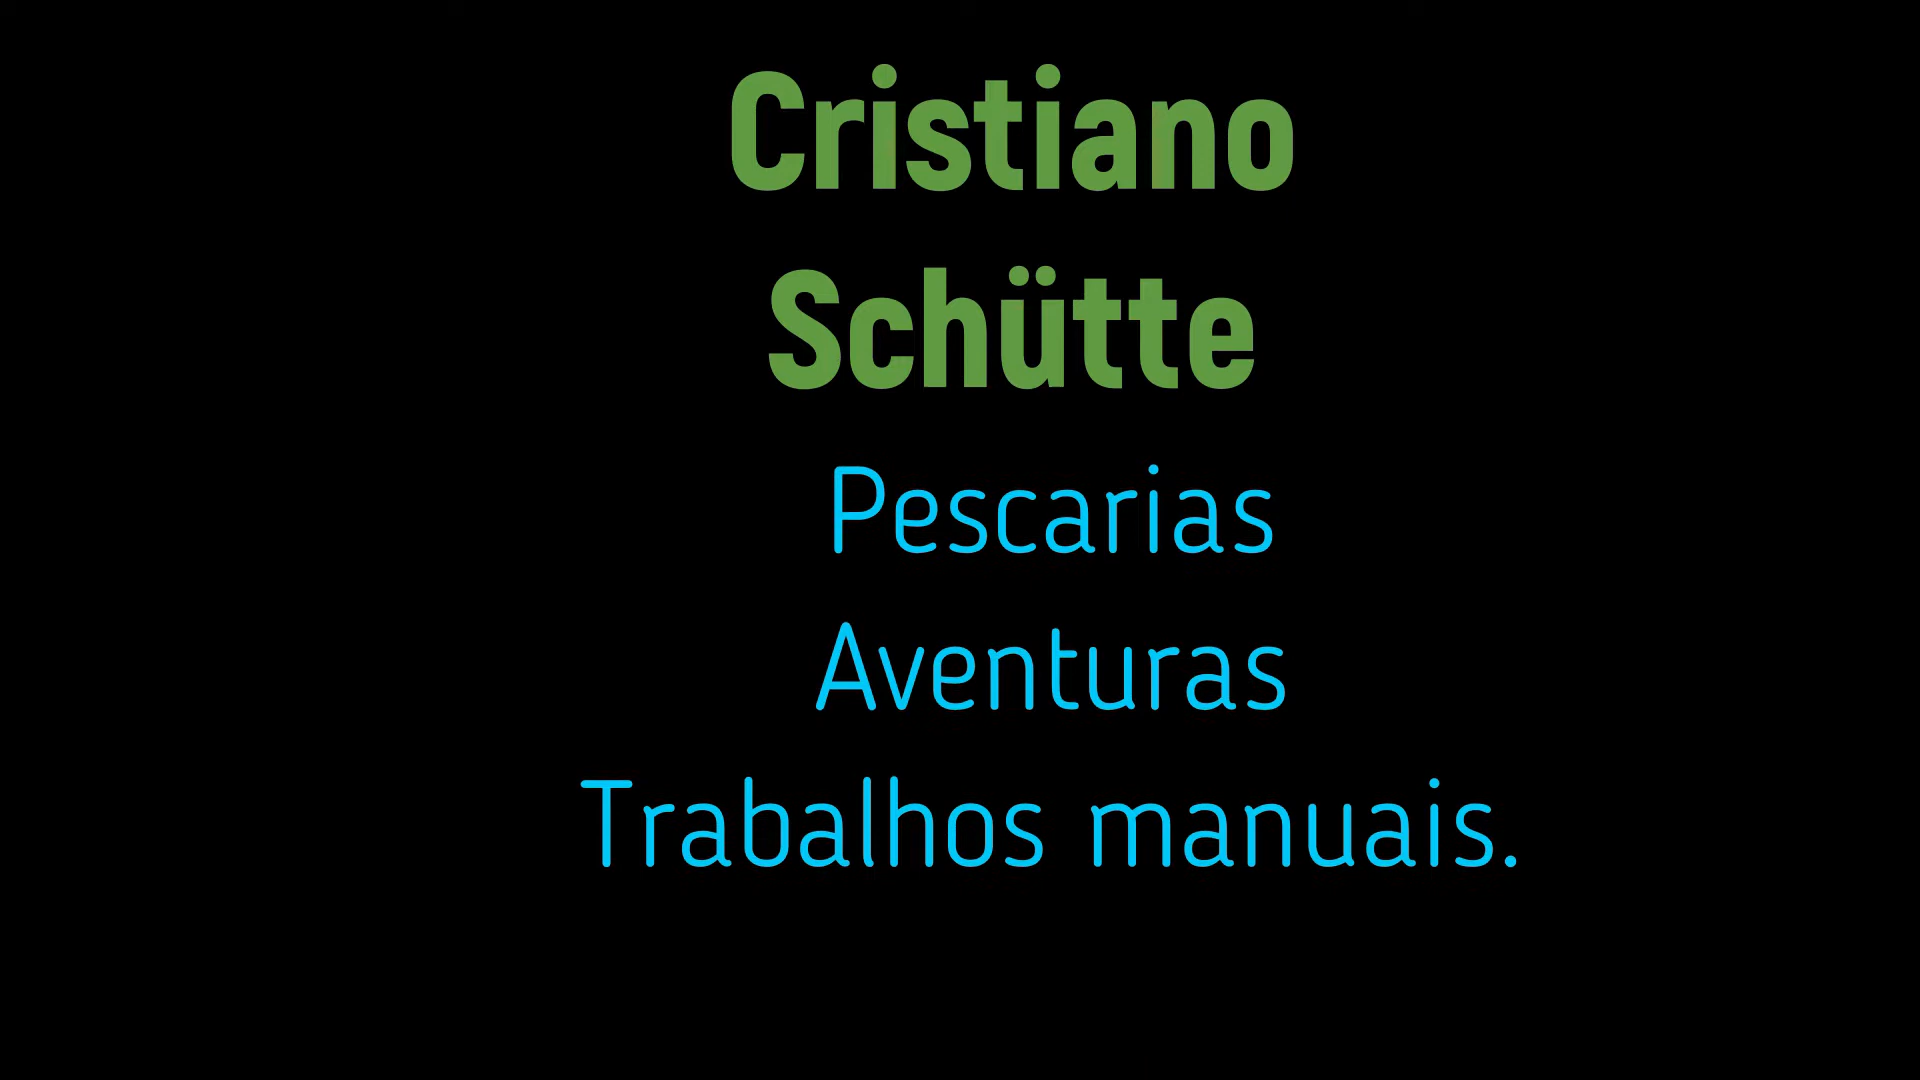 Cristiano
Schütte
Pescarias
Aventuras
Trabalhos manuais.